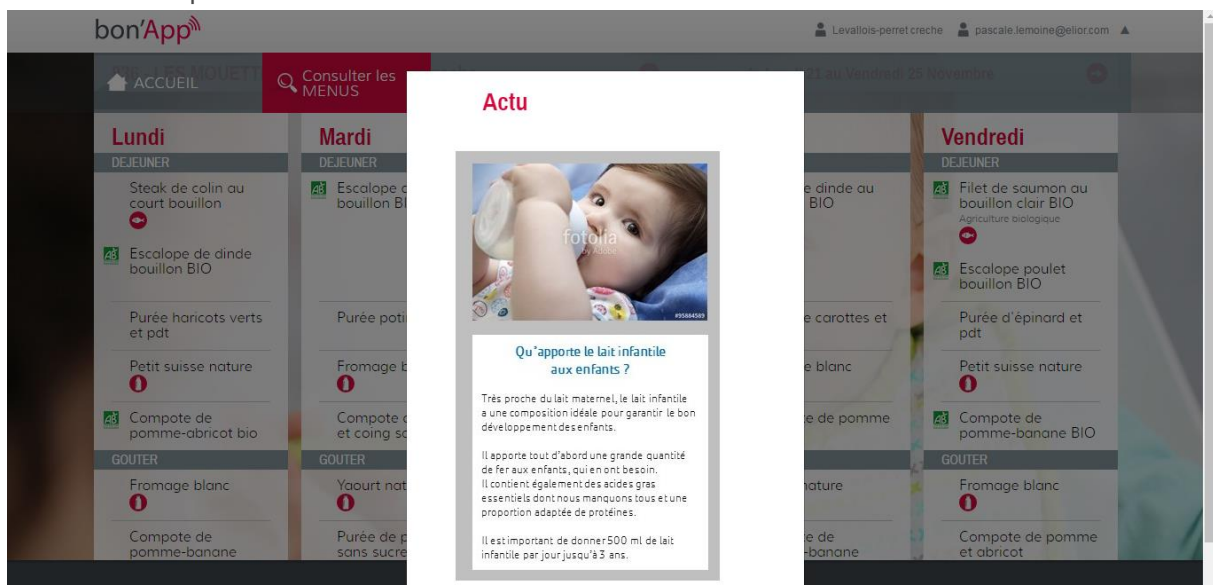 bon'App
Levallois-perret creche
pascale.lemoine@elior.com
ACCUEIL
Consulter les
MENUS
au Vendredi 25 Novembre
Actu
Lundi
DEJEUNER
Steak de colin au
court bouillon
AB
Escalope de dinde
bouillon BIO
Purée haricots verts
et pdt
Petit suisse nature
AB
Compote de
pomme-abricot bio
GOUTER
Fromage blanc
Compote de
pomme-banane
Mardi
DEJEUNER
AB
Escalope
bouillon
Purée
Fromage
Compote
et coing
GOUTER
Yaourt
Purée de
sans sucre
fotolia
by Adobe
#95884589
Qu'apporte le lait infantile
aux enfants ?
Très proche du lait maternel, le lait infantile
a une composition idéale pour garantir le bon
développement des enfants.
Il apporte tout d'abord une grande quantité
de fer aux enfants, qui en ont besoin.
Il contient également des acides gras
essentiels dont nous manquons tous et une
proportion adaptée de protéines.
Il est important de donner 500 ml de lait
infantile par jour jusqu'à 3 ans.
dinde au
BIO
carottes et
blanc
de pomme
nature
de
-banane
Vendredi
DEJEUNER
AB
Filet de saumon au
bouillon clair BIO
Agriculture biologique
AB
Escalope poulet
bouillon BIO
Purée d'épinard et
pdt
Petit suisse nature
AB
Compote de
pomme-banane BIO
GOUTER
Fromage blanc
Compote de pomme
et abricot